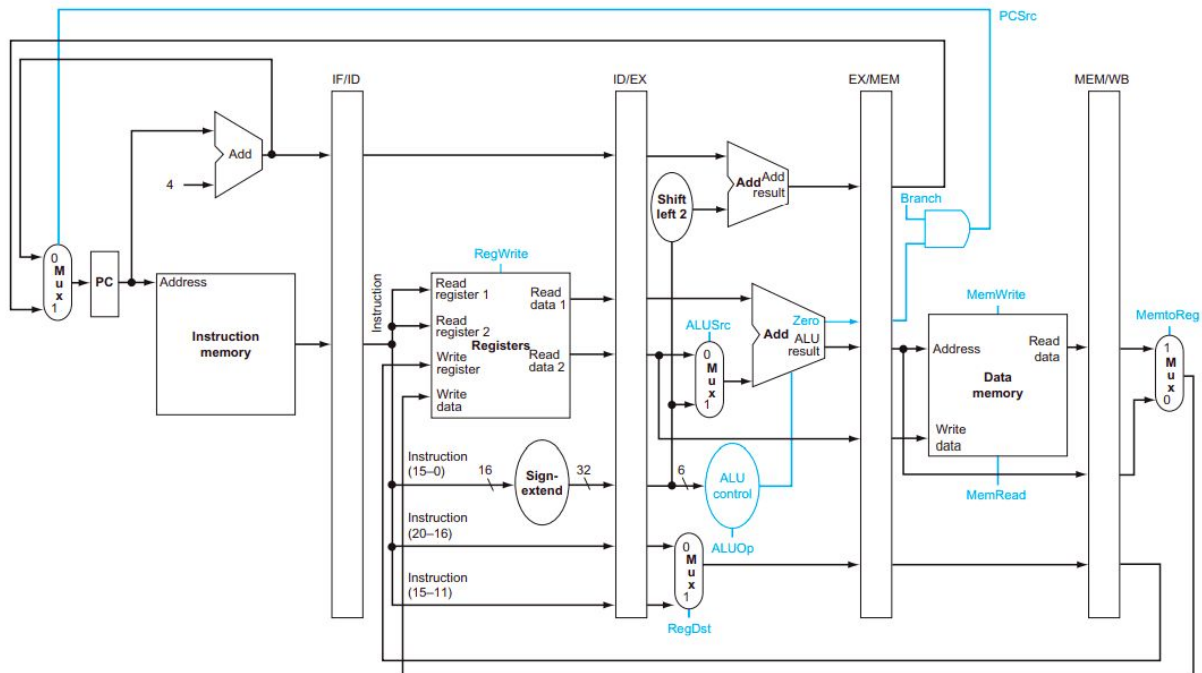 PCSrc
IF/ID
ID/EX
EX/MEM
MEM/WB
Add
4
Shift
left 2
Add Add
result
Branch
0
M
u
x
1
PC
Address
Instruction
memory
Instruction
RegWrite
Read
register 1
Read
register 2
Write
register
Write
data
Registers
Read
data 1
Read
data 2
ALUSrc
0
M
u
x
1
Add
Zero
ALU
result
MemWrite
Address
Read
data
Data
memory
Write
data
MemRead
MemtoReg
1
M
u
x
0
Instruction
(15–0)
16
Sign-
extend
32
6
ALU
control
ALUOp
Instruction
(20–16)
Instruction
(15–11)
0
M
u
x
1
RegDst